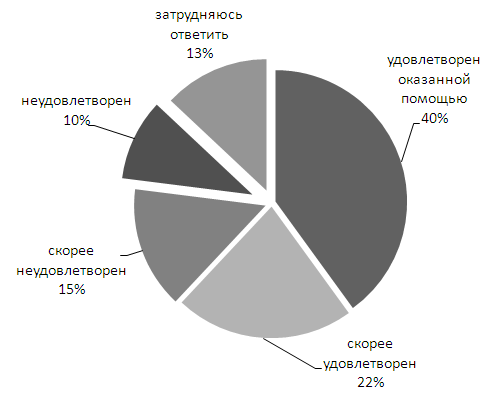 затрудняюсь
ответить
13%
удовлетворен
оказанной
помощью
40%
неудовлетворен
10%
скорее
неудовлетворен
15%
скорее
удовлетворен
22%